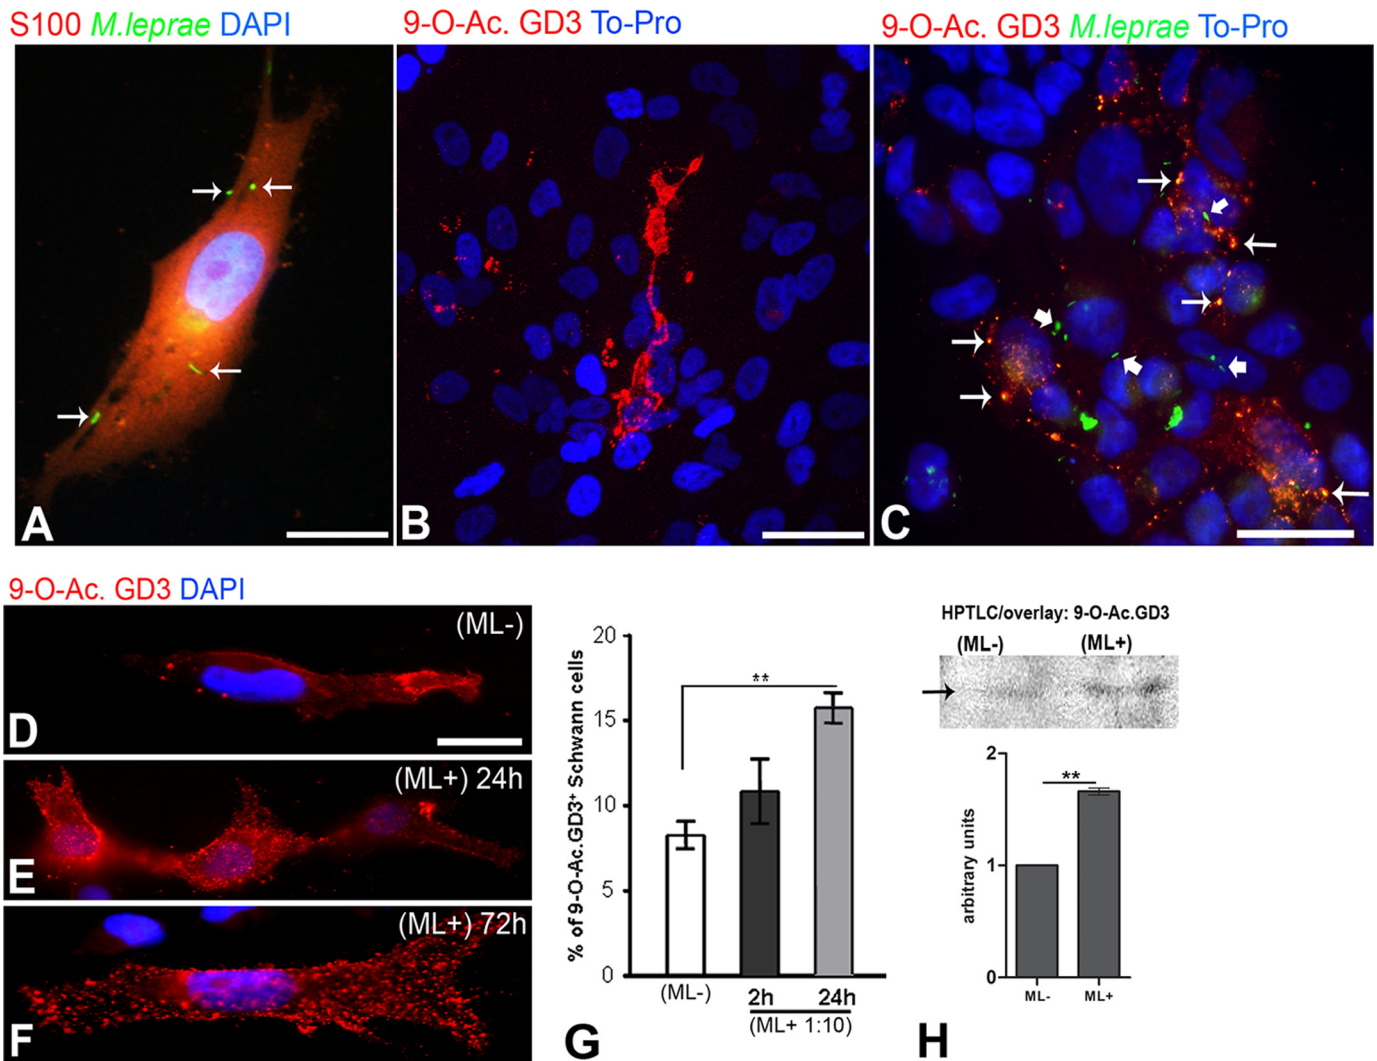 S100 M.leprae DAPI
9-O-Ac. GD3 To-Pro
9-O-Ac. GD3 M.leprae To-Pro
A
B
C
9-O-Ac. GD3 DAPI
(ML-)
D
(ML+) 24h
E
(ML+) 72h
F
% of 9-O-Ac.GD3+ Schwann cells
20
15
10
5
0
**
(ML-)
2h
24h
(ML+ 1:10)
G
HPTLC/overlay: 9-O-Ac.GD3
(ML-) (ML+)
arbitrary units
2
1
0
**
ML-
ML+
H